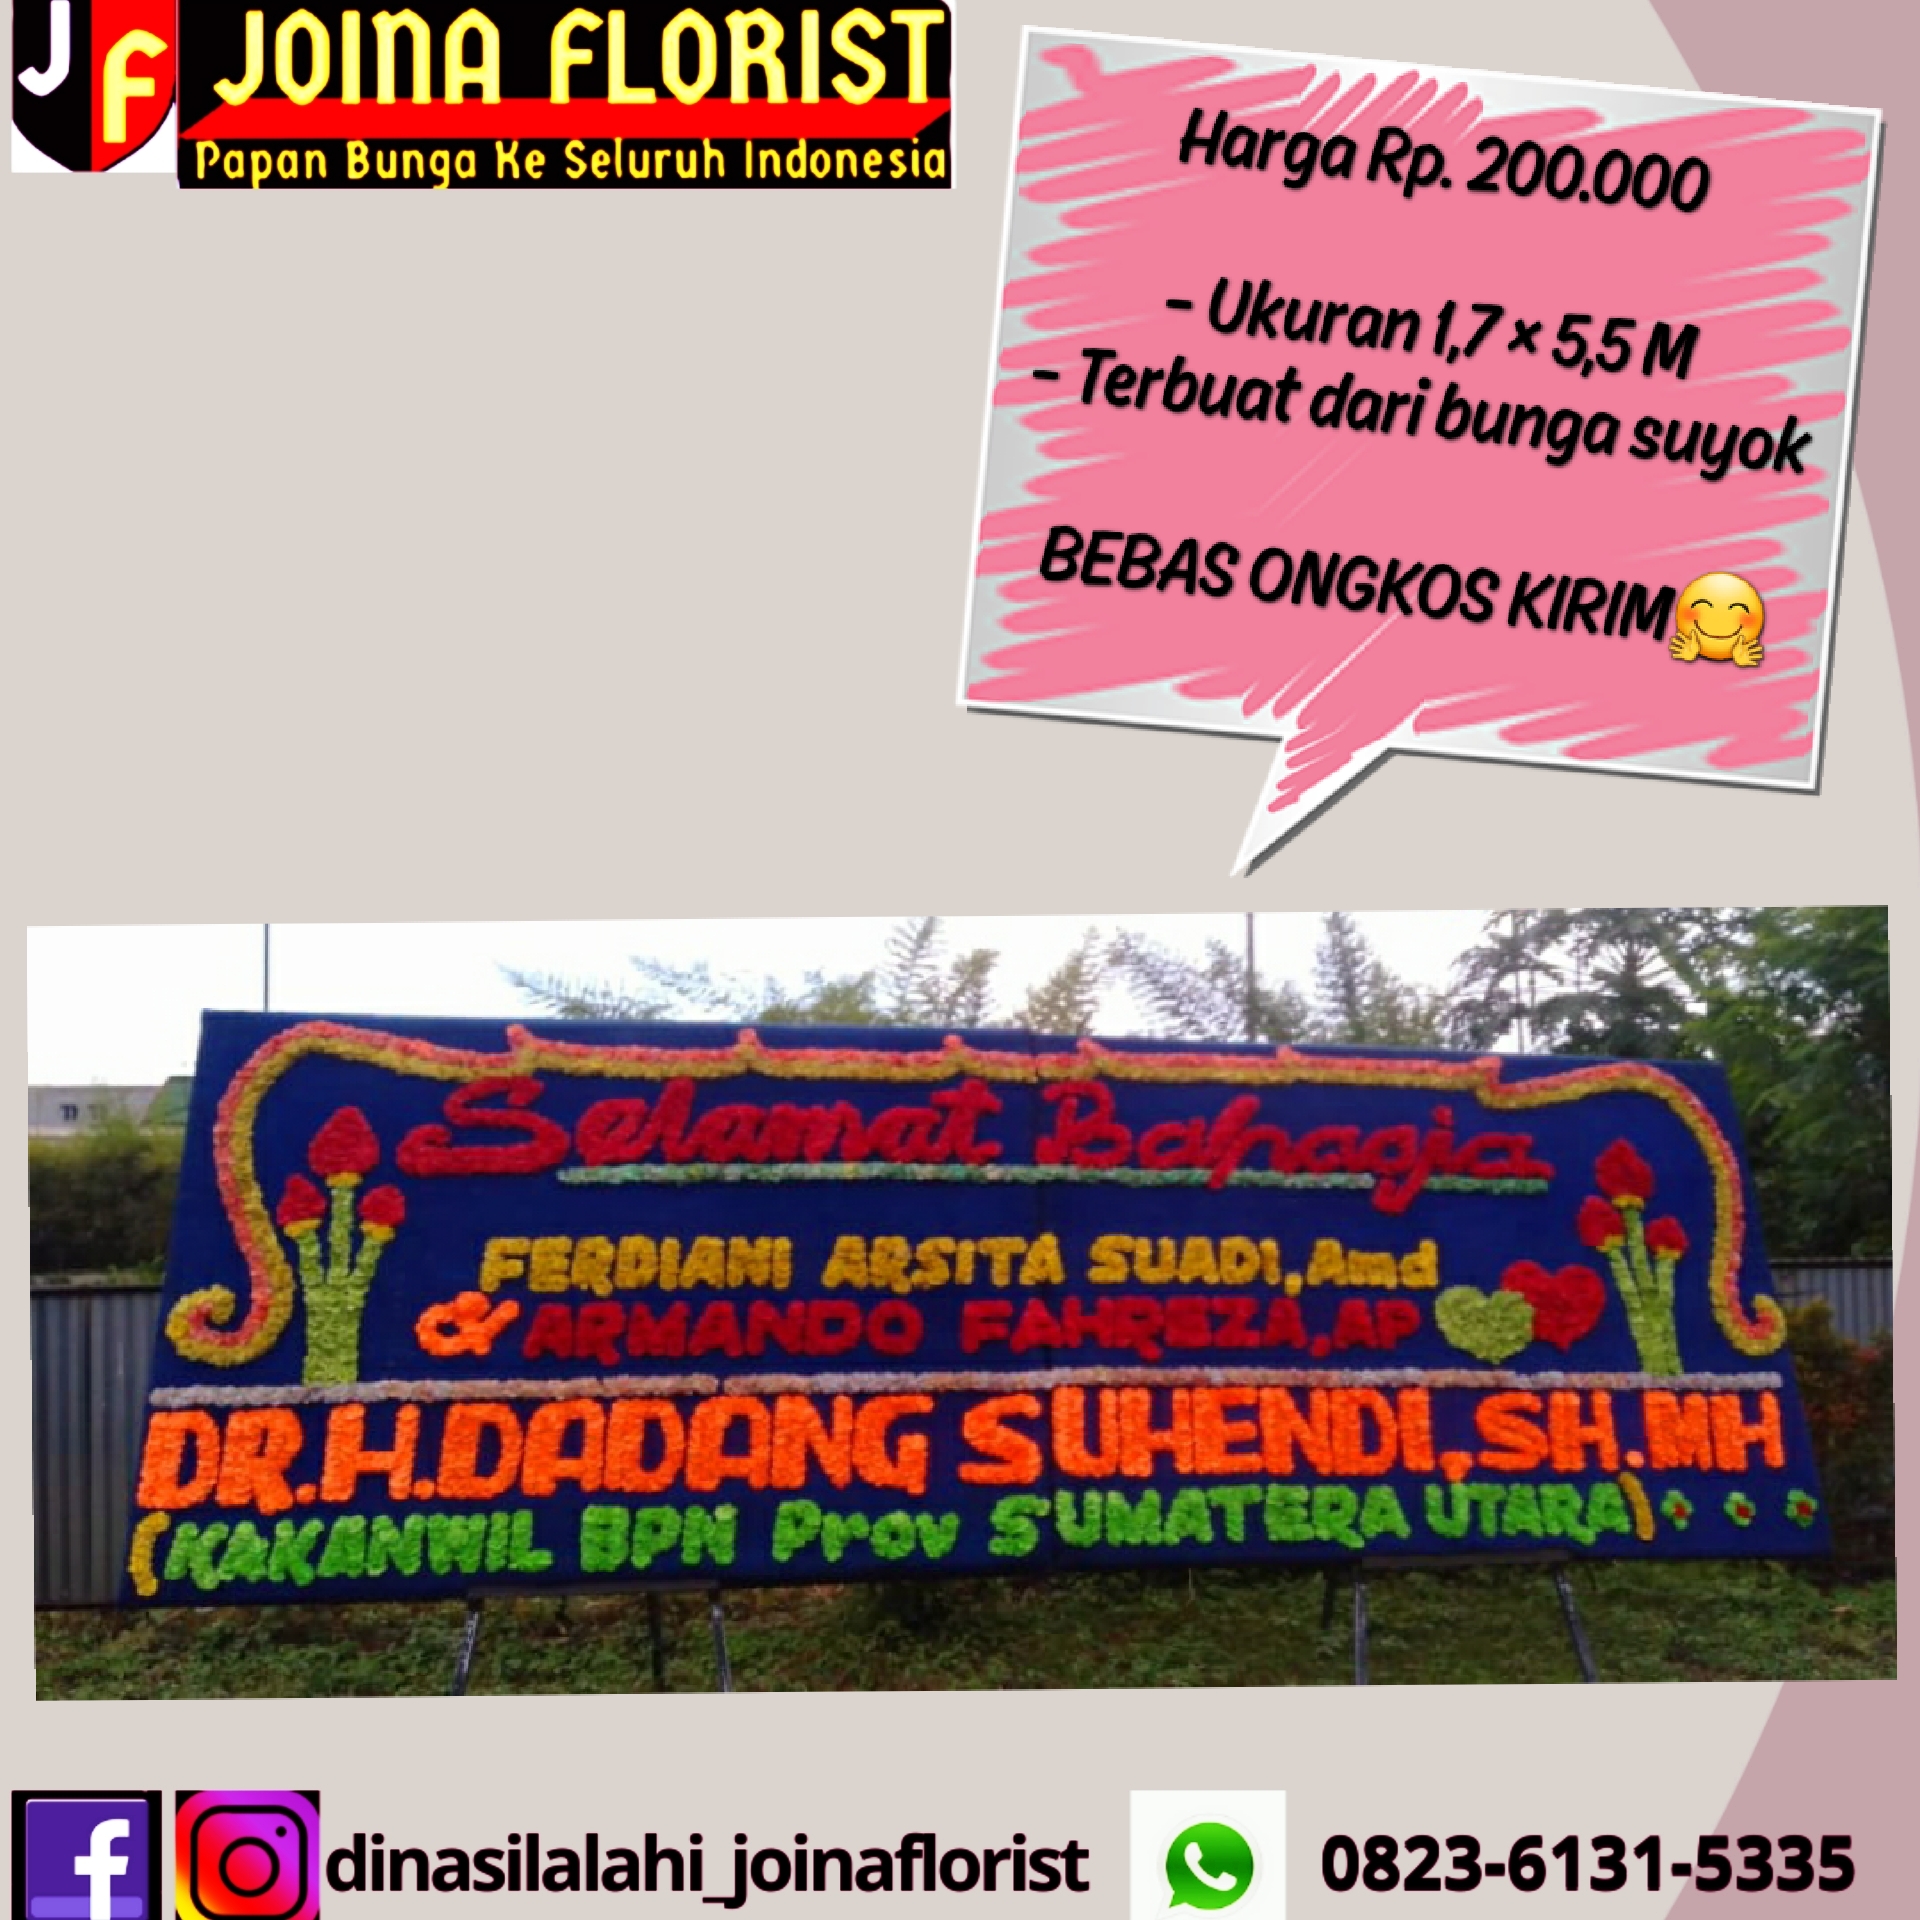 JF JOINA FLORIST
Papan Bunga Ke Seluruh Indonesia
Harga Rp. 200.000
- Ukuran 1,7 × 5,5 M
- Terbuat dari bunga suyok
BEBAS ONGKOS KIRIM🤗
Selamat Bahagia
FERDIANI ARSITA SUADI,Amd
& ARMANDO FAHREZA,AP
DR.H.DADANG SUHENDI,SH.MH
(KAKANWIL BPN Prov SUMATERA UTARA)
dinasilalahi_joinaflorist
0823-6131-5335